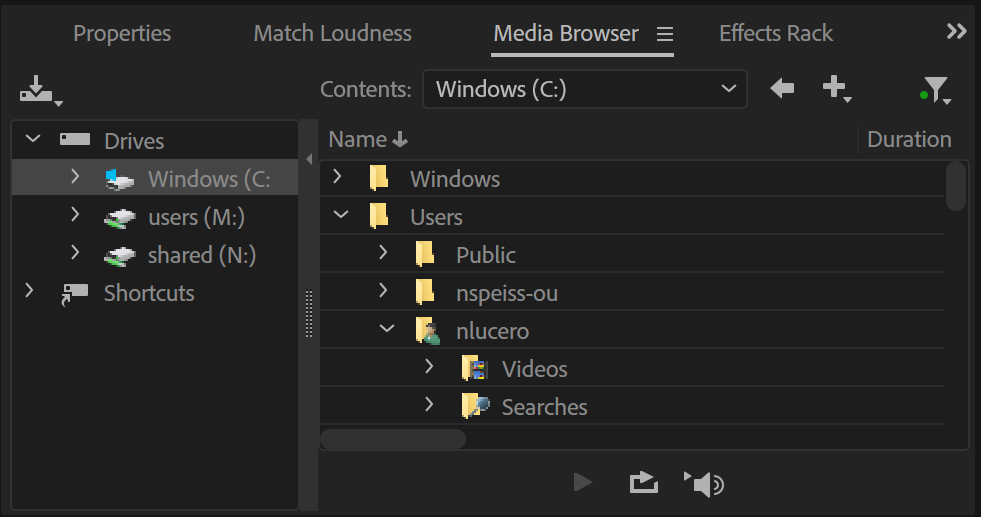 Properties Match Loudness Media Browser Effects Rack
Contents: Windows (C:)
Drives
Windows (C:
users (M:)
shared (N:)
Shortcuts
Name Duration
Windows
Users
Public
nspeiss-ou
nlucero
Videos
Searches